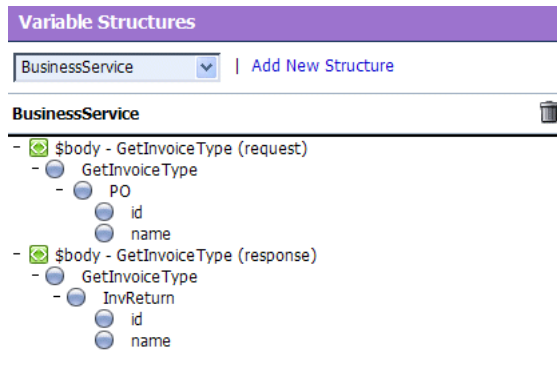 Variable Structures
BusinessService | Add New Structure
BusinessService
- $body - GetInvoiceType (request)
- GetInvoiceType
- PO
id
name
- $body - GetInvoiceType (response)
- GetInvoiceType
- InvReturn
id
name